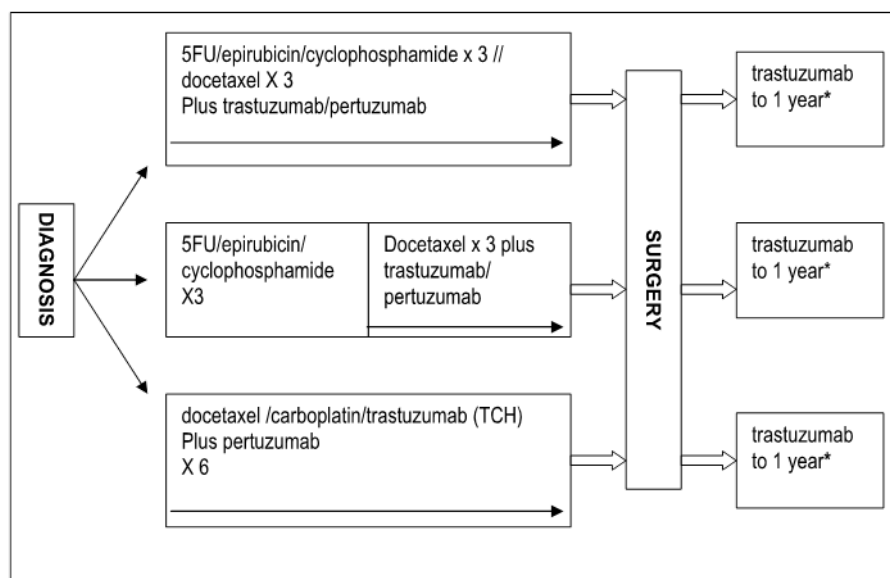 DIAGNOSIS
5FU/epirubicin/cyclophosphamide x 3 //
docetaxel X 3
Plus trastuzumab/pertuzumab
5FU/epirubicin/
cyclophosphamide
X3
Docetaxel x 3 plus
trastuzumab/
pertuzumab
docetaxel /carboplatin/trastuzumab (TCH)
Plus pertuzumab
X 6
SURGERY
trastuzumab
to 1 year*
trastuzumab
to 1 year*
trastuzumab
to 1 year*